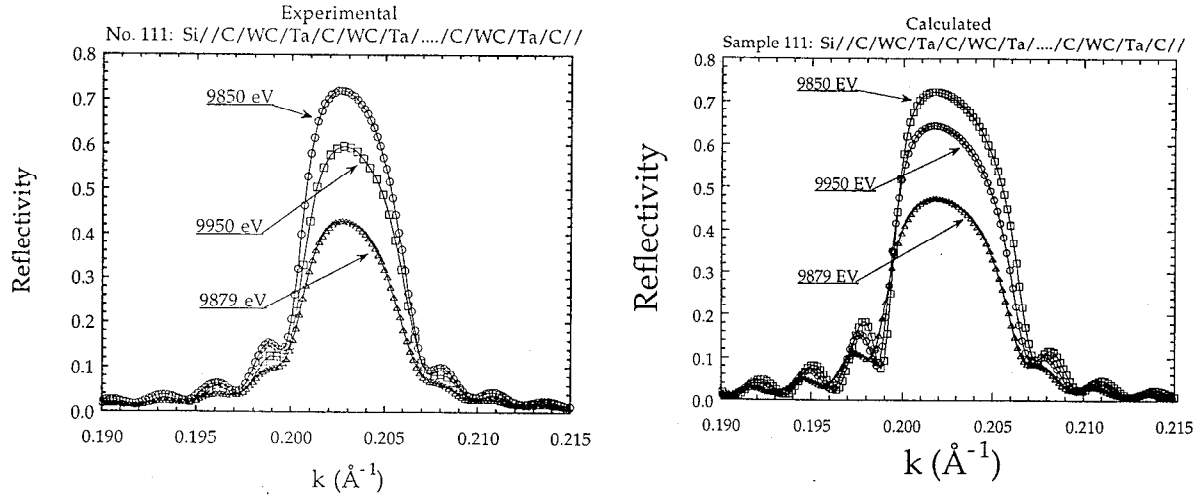 Experimental
No. 111: Si//C/WC/Ta/C/WC/Ta/..../C/WC/Ta/C//
0.8
0.7
0.6
0.5
0.4
0.3
0.2
0.1
0.0
Reflectivity
9850 eV
9950 eV
9879 eV
0.190
0.195
0.200
0.205
0.210
0.215
k (Å⁻¹)
Calculated
Sample 111: Si//C/WC/Ta/C/WC/Ta/..../C/WC/Ta/C//
0.8
0.7
0.6
0.5
0.4
0.3
0.2
0.1
0.0
Reflectivity
9850 EV
9950 EV
9879 EV
0.190
0.195
0.200
0.205
0.210
0.215
k (Å⁻¹)